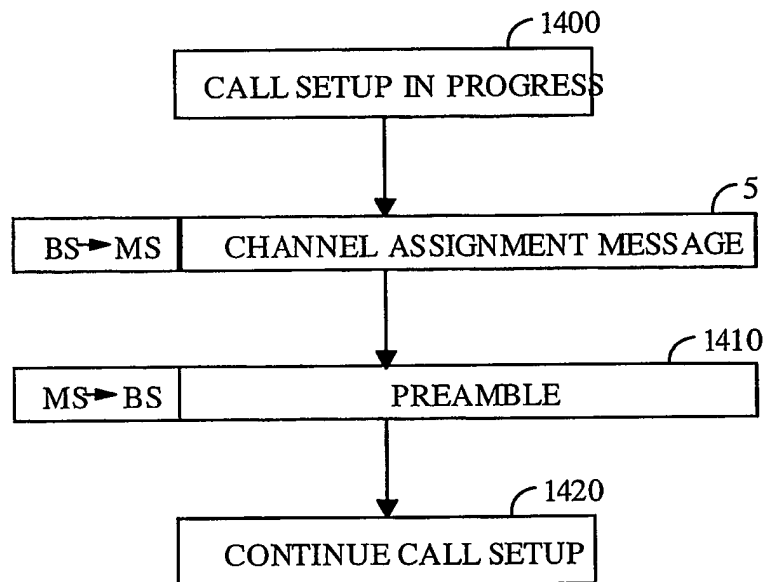 1400
CALL SETUP IN PROGRESS
5
BS MS CHANNEL ASSIGNMENT MESSAGE
1410
MS BS PREAMBLE
1420
CONTINUE CALL SETUP